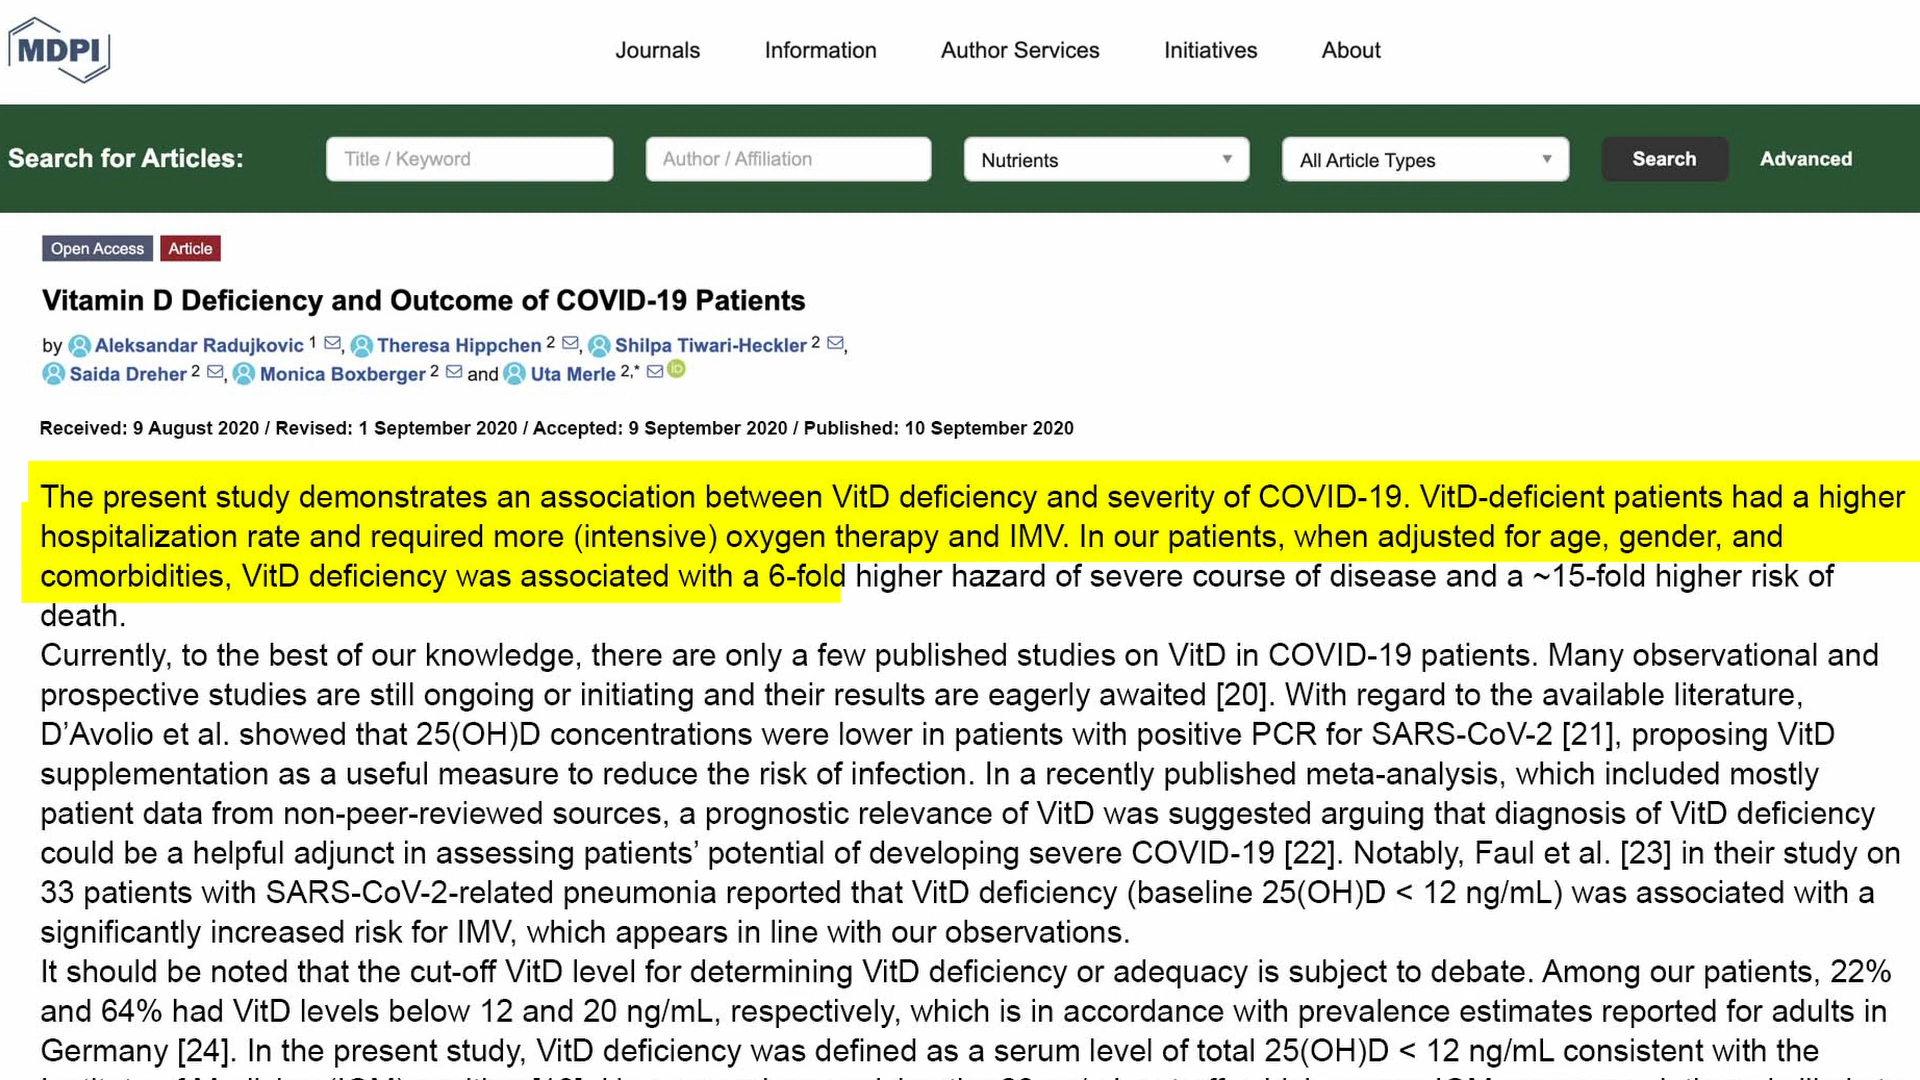 MDPI
Journals Information Author Services Initiatives About
Search for Articles: Title / Keyword Author / Affiliation Nutrients All Article Types Search Advanced
Open Access Article
Vitamin D Deficiency and Outcome of COVID-19 Patients
by Aleksandar Radujkovic 1, Theresa Hippchen 2, Shilpa Tiwari-Heckler 2,
Saida Dreher 2, Monica Boxberger 2 and Uta Merle 2,* iD
Received: 9 August 2020 / Revised: 1 September 2020 / Accepted: 9 September 2020 / Published: 10 September 2020
The present study demonstrates an association between VitD deficiency and severity of COVID-19. VitD-deficient patients had a higher
hospitalization rate and required more (intensive) oxygen therapy and IMV. In our patients, when adjusted for age, gender, and
comorbidities, VitD deficiency was associated with a 6-fold higher hazard of severe course of disease and a ~15-fold higher risk of
death.
Currently, to the best of our knowledge, there are only a few published studies on VitD in COVID-19 patients. Many observational and
prospective studies are still ongoing or initiating and their results are eagerly awaited [20]. With regard to the available literature,
D’Avolio et al. showed that 25(OH)D concentrations were lower in patients with positive PCR for SARS-CoV-2 [21], proposing VitD
supplementation as a useful measure to reduce the risk of infection. In a recently published meta-analysis, which included mostly
patient data from non-peer-reviewed sources, a prognostic relevance of VitD was suggested arguing that diagnosis of VitD deficiency
could be a helpful adjunct in assessing patients’ potential of developing severe COVID-19 [22]. Notably, Faul et al. [23] in their study on
33 patients with SARS-CoV-2-related pneumonia reported that VitD deficiency (baseline 25(OH)D < 12 ng/mL) was associated with a
significantly increased risk for IMV, which appears in line with our observations.
It should be noted that the cut-off VitD level for determining VitD deficiency or adequacy is subject to debate. Among our patients, 22%
and 64% had VitD levels below 12 and 20 ng/mL, respectively, which is in accordance with prevalence estimates reported for adults in
Germany [24]. In the present study, VitD deficiency was defined as a serum level of total 25(OH)D < 12 ng/mL consistent with the